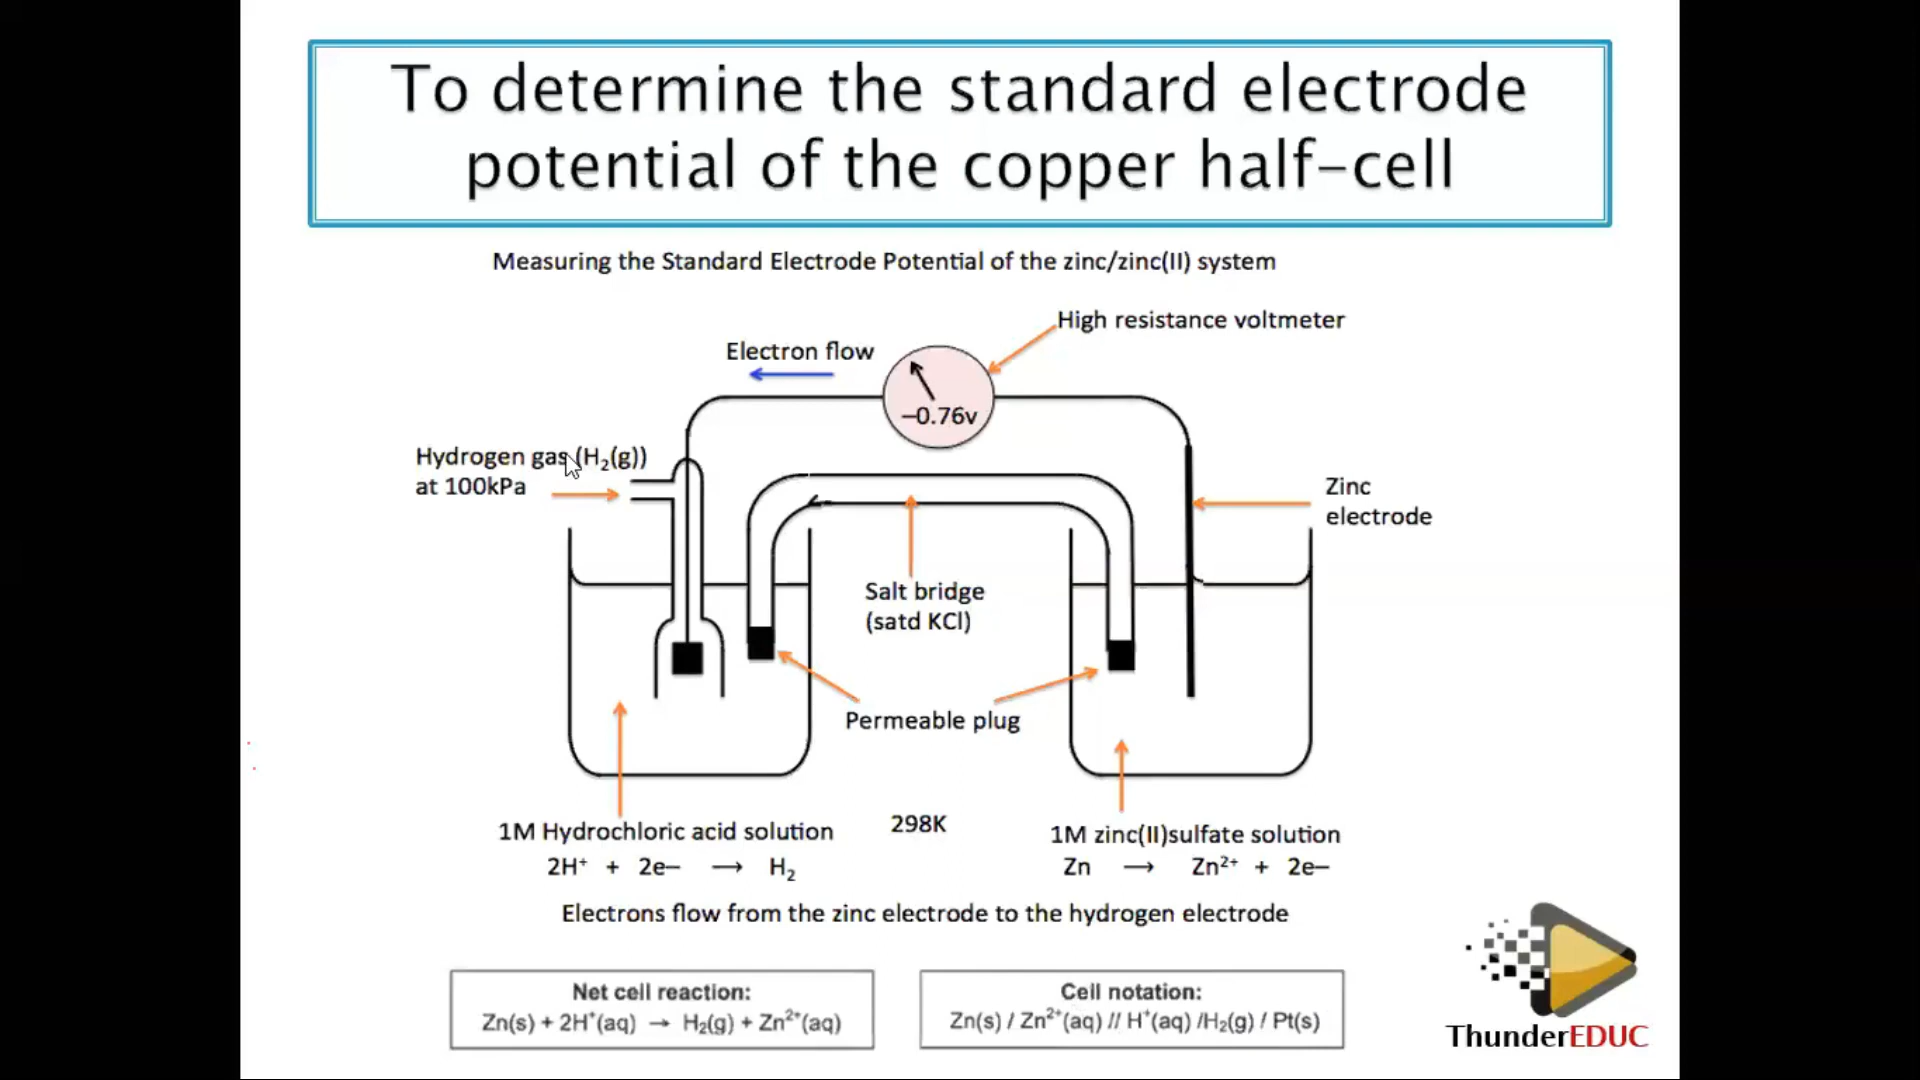 To determine the standard electrode
potential of the copper half-cell
Measuring the Standard Electrode Potential of the zinc/zinc(II) system
High resistance voltmeter
Electron flow
–0.76v
Hydrogen gas (H₂(g))
at 100kPa
Zinc
electrode
Salt bridge
(satd KCl)
Permeable plug
1M Hydrochloric acid solution
2H⁺ + 2e– → H₂
298K
1M zinc(II)sulfate solution
Zn → Zn²⁺ + 2e–
Electrons flow from the zinc electrode to the hydrogen electrode
Net cell reaction:
Zn(s) + 2H⁺(aq) → H₂(g) + Zn²⁺(aq)
Cell notation:
Zn(s) / Zn²⁺(aq) // H⁺(aq) /H₂(g) / Pt(s)
ThunderEDUC